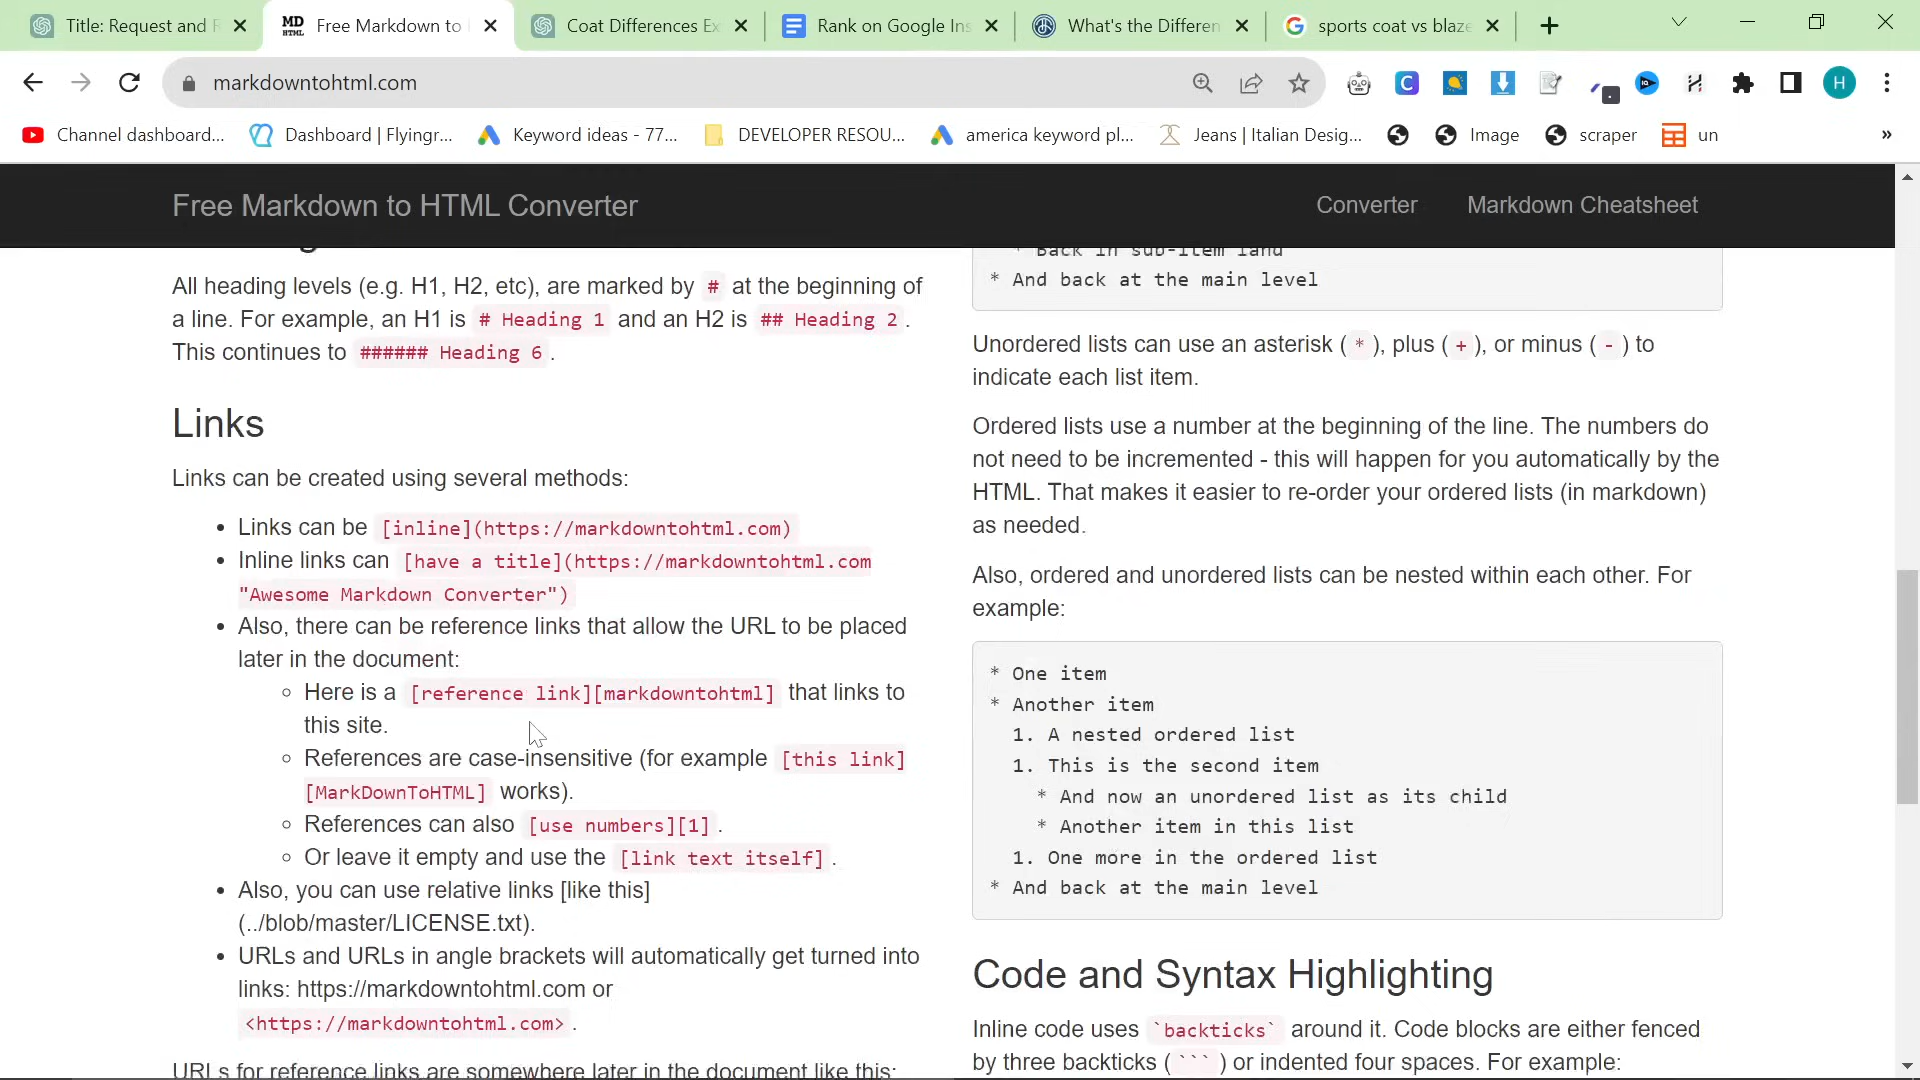 Title: Request and R
Free Markdown to
Coat Differences Ex
Rank on Google Ins
What's the Differen
sports coat vs blaze
markdowntohtml.com
H
Channel dashboard...
Dashboard | Flyingr...
Keyword ideas - 77...
DEVELOPER RESOU...
america keyword pl...
Jeans | Italian Desig...
Image
scraper
un
»
Free Markdown to HTML Converter
Converter
Markdown Cheatsheet
All heading levels (e.g. H1, H2, etc), are marked by # at the beginning of
a line. For example, an H1 is # Heading 1 and an H2 is ## Heading 2 .
This continues to ###### Heading 6 .
Links
Links can be created using several methods:
• Links can be [inline](https://markdowntohtml.com)
• Inline links can [have a title](https://markdowntohtml.com
"Awesome Markdown Converter")
• Also, there can be reference links that allow the URL to be placed
later in the document:
◦ Here is a [reference link][markdowntohtml] that links to
this site.
◦ References are case-insensitive (for example [this link]
[MarkDownToHTML] works).
◦ References can also [use numbers][1] .
◦ Or leave it empty and use the [link text itself] .
• Also, you can use relative links [like this]
(../blob/master/LICENSE.txt).
• URLs and URLs in angle brackets will automatically get turned into
links: https://markdowntohtml.com or
<https://markdowntohtml.com> .
URLs for reference links are somewhere later in the document like this:
* Back in sub-item land
* And back at the main level
Unordered lists can use an asterisk ( * ), plus ( + ), or minus ( - ) to
indicate each list item.
Ordered lists use a number at the beginning of the line. The numbers do
not need to be incremented - this will happen for you automatically by the
HTML. That makes it easier to re-order your ordered lists (in markdown)
as needed.
Also, ordered and unordered lists can be nested within each other. For
example:
* One item
* Another item
1. A nested ordered list
1. This is the second item
* And now an unordered list as its child
* Another item in this list
1. One more in the ordered list
* And back at the main level
Code and Syntax Highlighting
Inline code uses `backticks` around it. Code blocks are either fenced
by three backticks ( ``` ) or indented four spaces. For example: